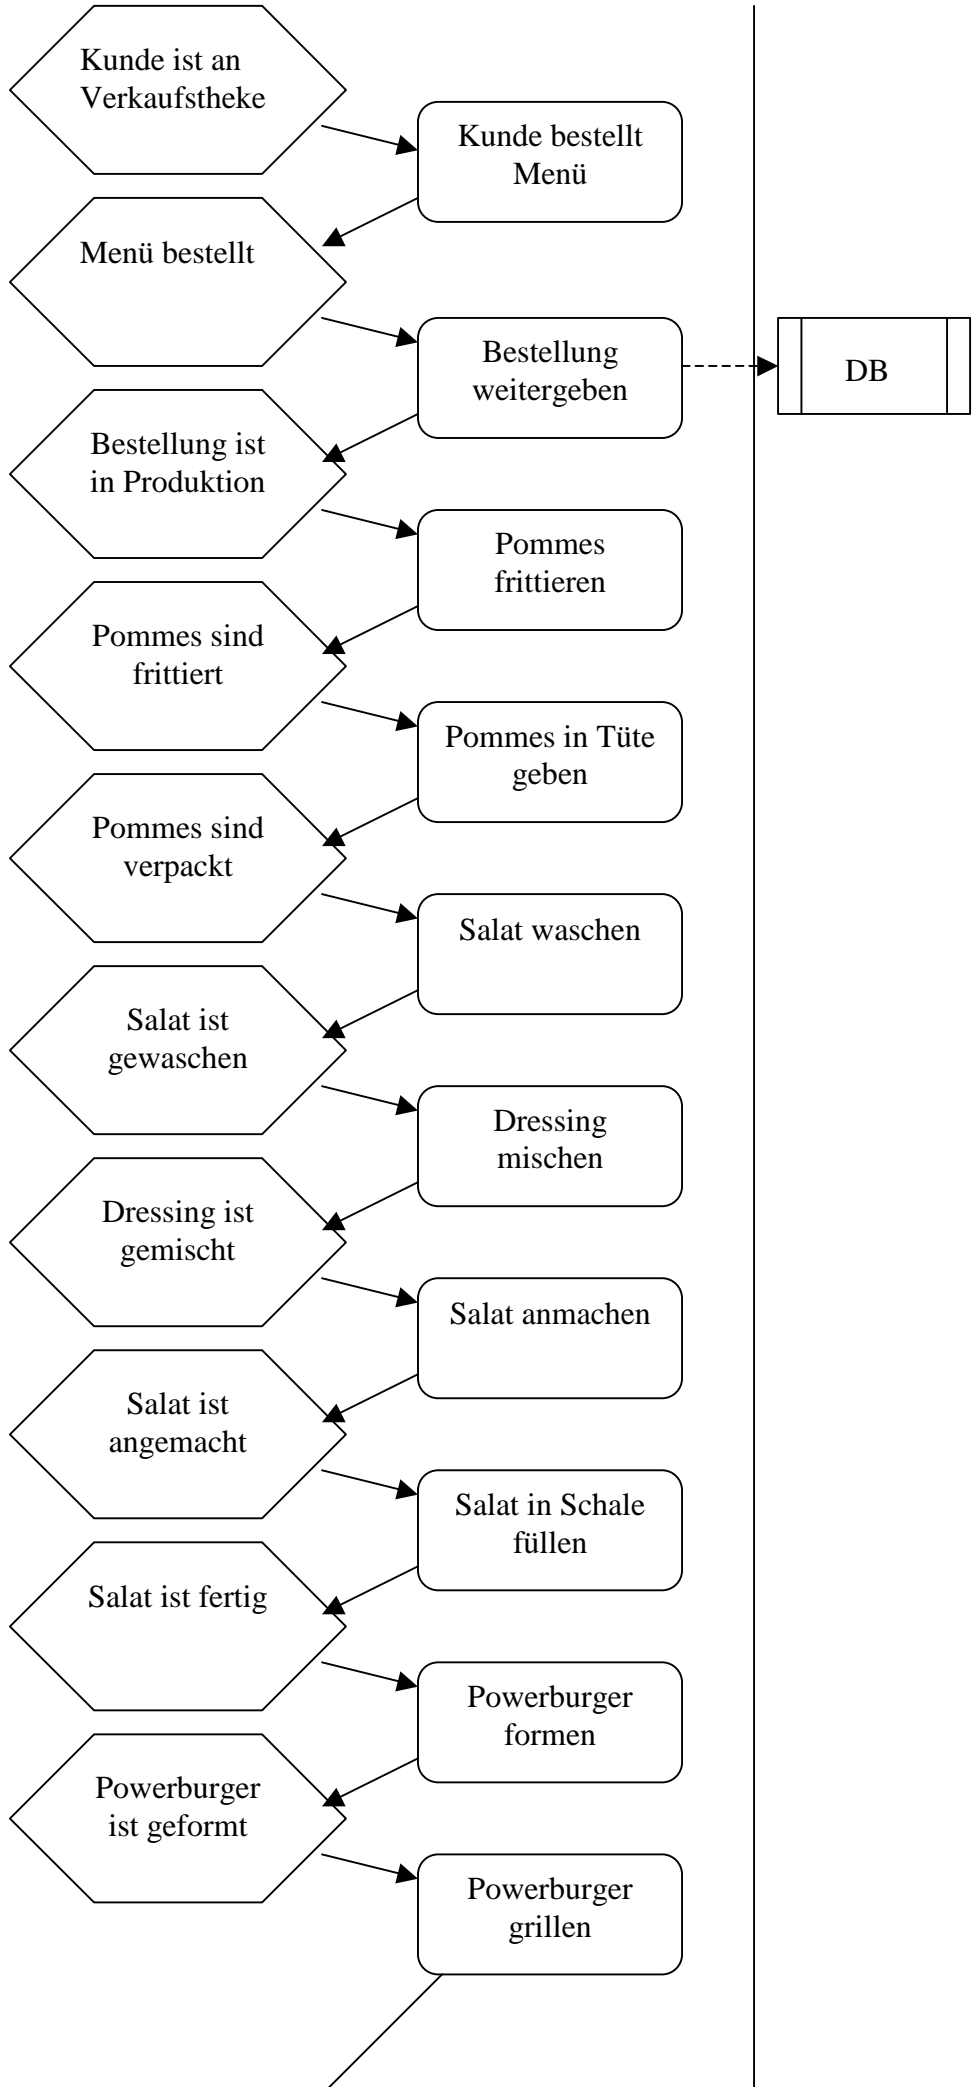 Kunde ist an
Verkaufstheke
Kunde bestellt
Menü
Menü bestellt
Bestellung
weitergeben
DB
Bestellung ist
in Produktion
Pommes
frittieren
Pommes sind
frittiert
Pommes in Tüte
geben
Pommes sind
verpackt
Salat waschen
Salat ist
gewaschen
Dressing
mischen
Dressing ist
gemischt
Salat anmachen
Salat ist
angemacht
Salat in Schale
füllen
Salat ist fertig
Powerburger
formen
Powerburger
ist geformt
Powerburger
grillen